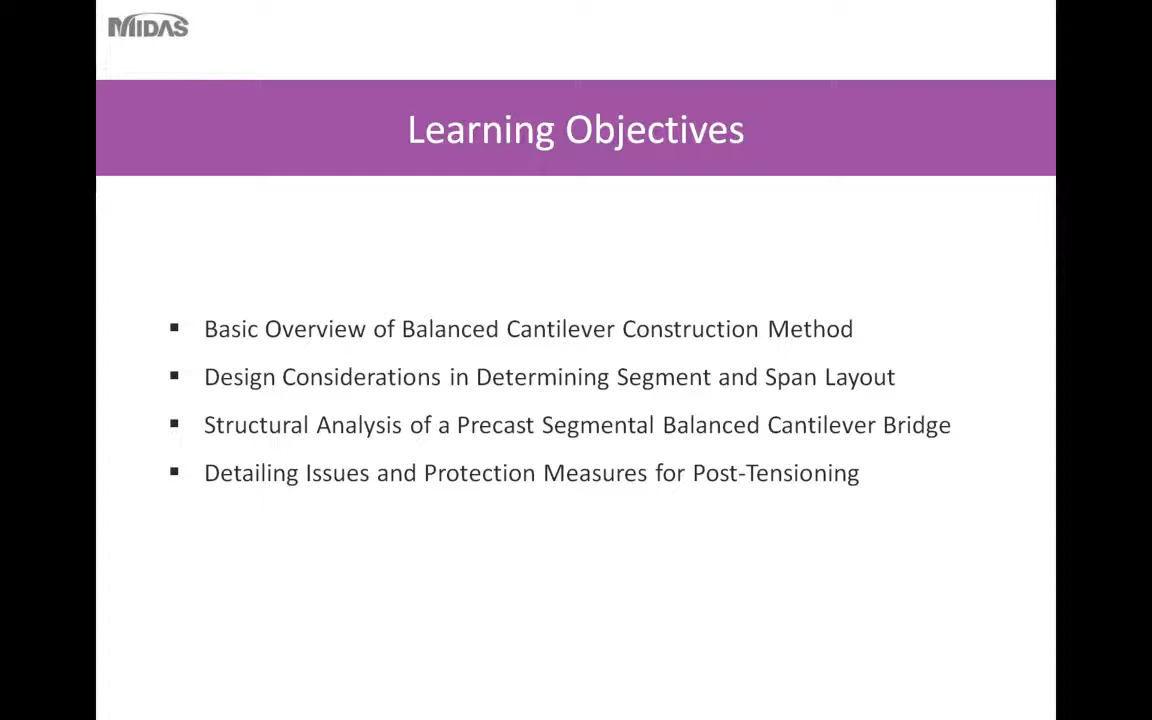 MIDAS
Learning Objectives
▪ Basic Overview of Balanced Cantilever Construction Method
▪ Design Considerations in Determining Segment and Span Layout
▪ Structural Analysis of a Precast Segmental Balanced Cantilever Bridge
▪ Detailing Issues and Protection Measures for Post-Tensioning